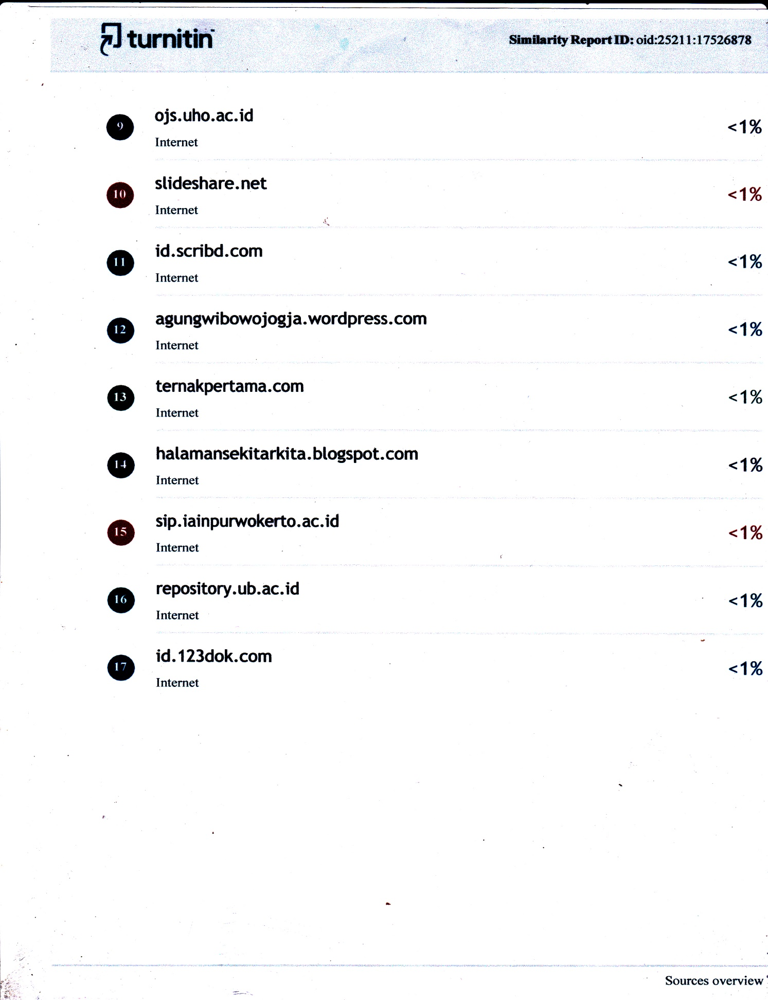 turnitin
Similarity Report ID: oid:25211:17526878
9
ojs.uho.ac.id
<1%
Internet
10
slideshare.net
<1%
Internet
11
id.scribd.com
<1%
Internet
12
agungwibowojogja.wordpress.com
<1%
Internet
13
ternakpertama.com
<1%
Internet
14
halamansekitarkita.blogspot.com
<1%
Internet
15
sip.iainpurwokerto.ac.id
<1%
Internet
16
repository.ub.ac.id
<1%
Internet
17
id.123dok.com
<1%
Internet
Sources overview